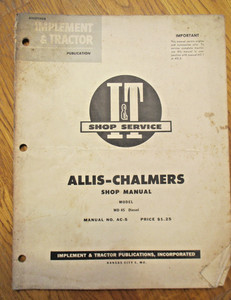 IMPLEMENT
& TRACTOR
PUBLICATION
IMPORTANT
I&T
SHOP SERVICE
ALLIS-CHALMERS
SHOP MANUAL
MODEL
WD 45 Diesel
MANUAL NO. AC-5 PRICE $1.25
IMPLEMENT & TRACTOR PUBLICATIONS, INCORPORATED
KANSAS CITY 5, MO.